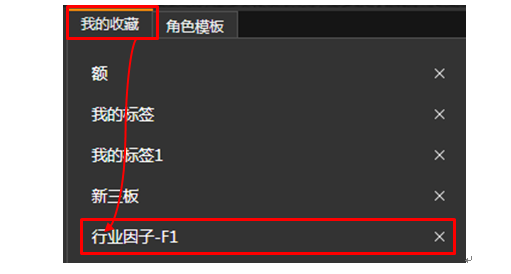 我的收藏 角色模板
额
我的标签
我的标签1
新三板
行业因子-F1